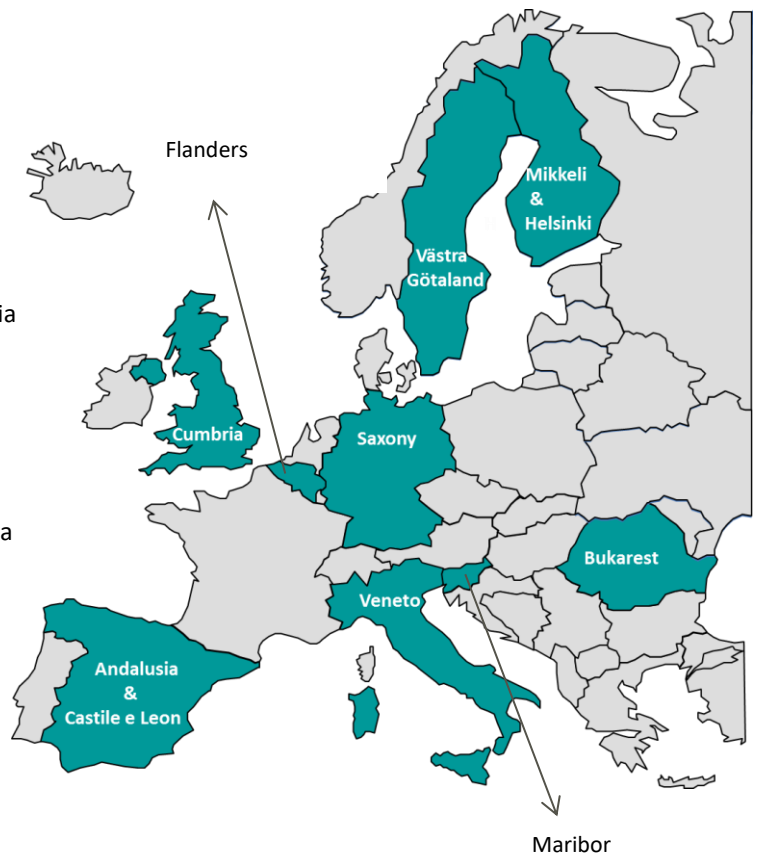 Flanders
Mikkeli
&
Helsinki
Västra
Götaland
ia
Cumbria
Saxony
a
Bukarest
Veneto
Andalusia
&
Castile e Leon
Maribor